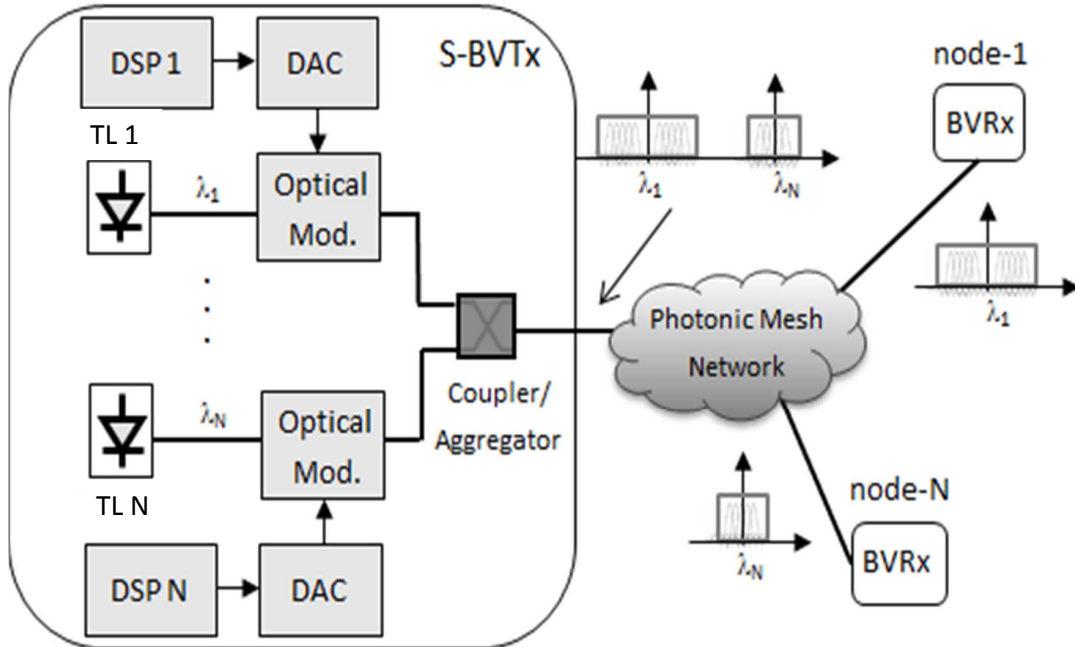 DSP 1
DAC
S-BVTx
TL 1
λ1
Optical
Mod.
λ1
λN
node-1
BVRx
λ1
Photonic Mesh
Network
Coupler/
Aggregator
λN
Optical
Mod.
TL N
DSP N
DAC
λN
node-N
BVRx